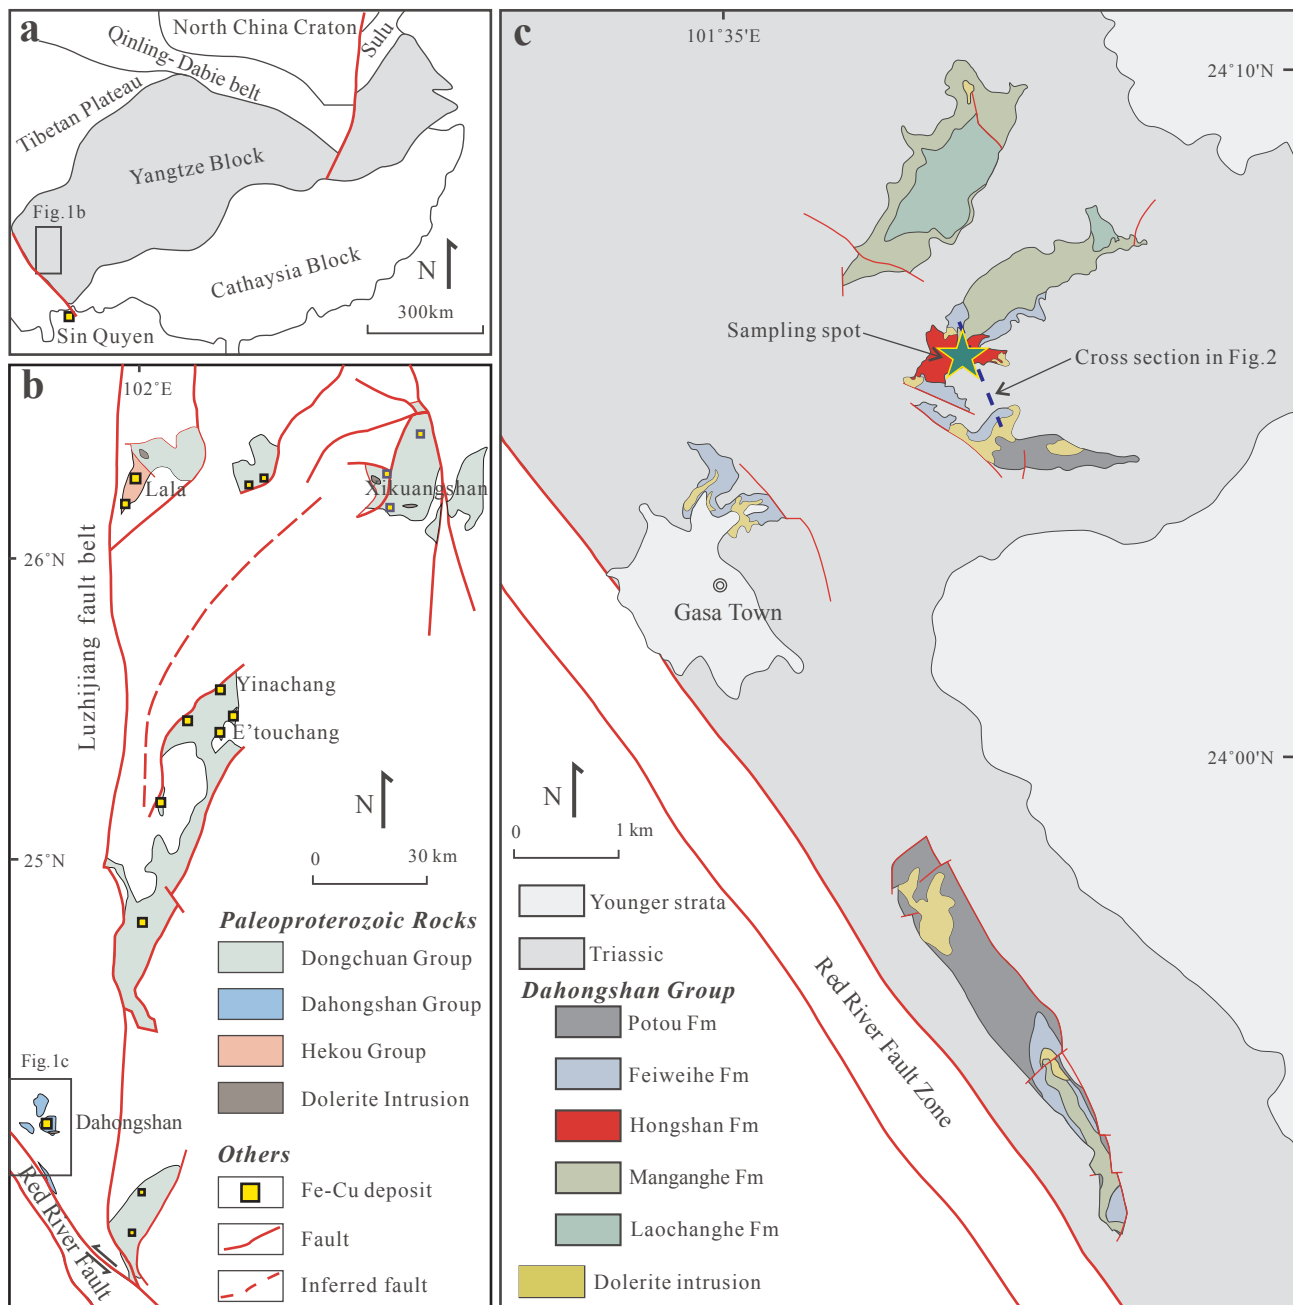 a
North China Craton
Sulu
Qinling-Dabie belt
Tibetan Plateau
Yangtze Block
Fig.1b
Cathaysia Block
N
300km
Sin Quyen
b
102°E
Lala
Xikuangshan
26°N
Luzhijiang fault belt
Yinachang
E'touchang
N
25°N
0 30 km
Paleoproterozoic Rocks
Dongchuan Group
Dahongshan Group
Hekou Group
Dolerite Intrusion
Fig.1c
Dahongshan
Red River Fault
Others
Fe-Cu deposit
Fault
Inferred fault
c
101°35'E
24°10'N
Sampling spot
Cross section in Fig.2
Gasa Town
24°00'N
N
0 1 km
Red River Fault Zone
Younger strata
Triassic
Dahongshan Group
Potou Fm
Feiweihe Fm
Hongshan Fm
Manganghe Fm
Laochanghe Fm
Dolerite intrusion